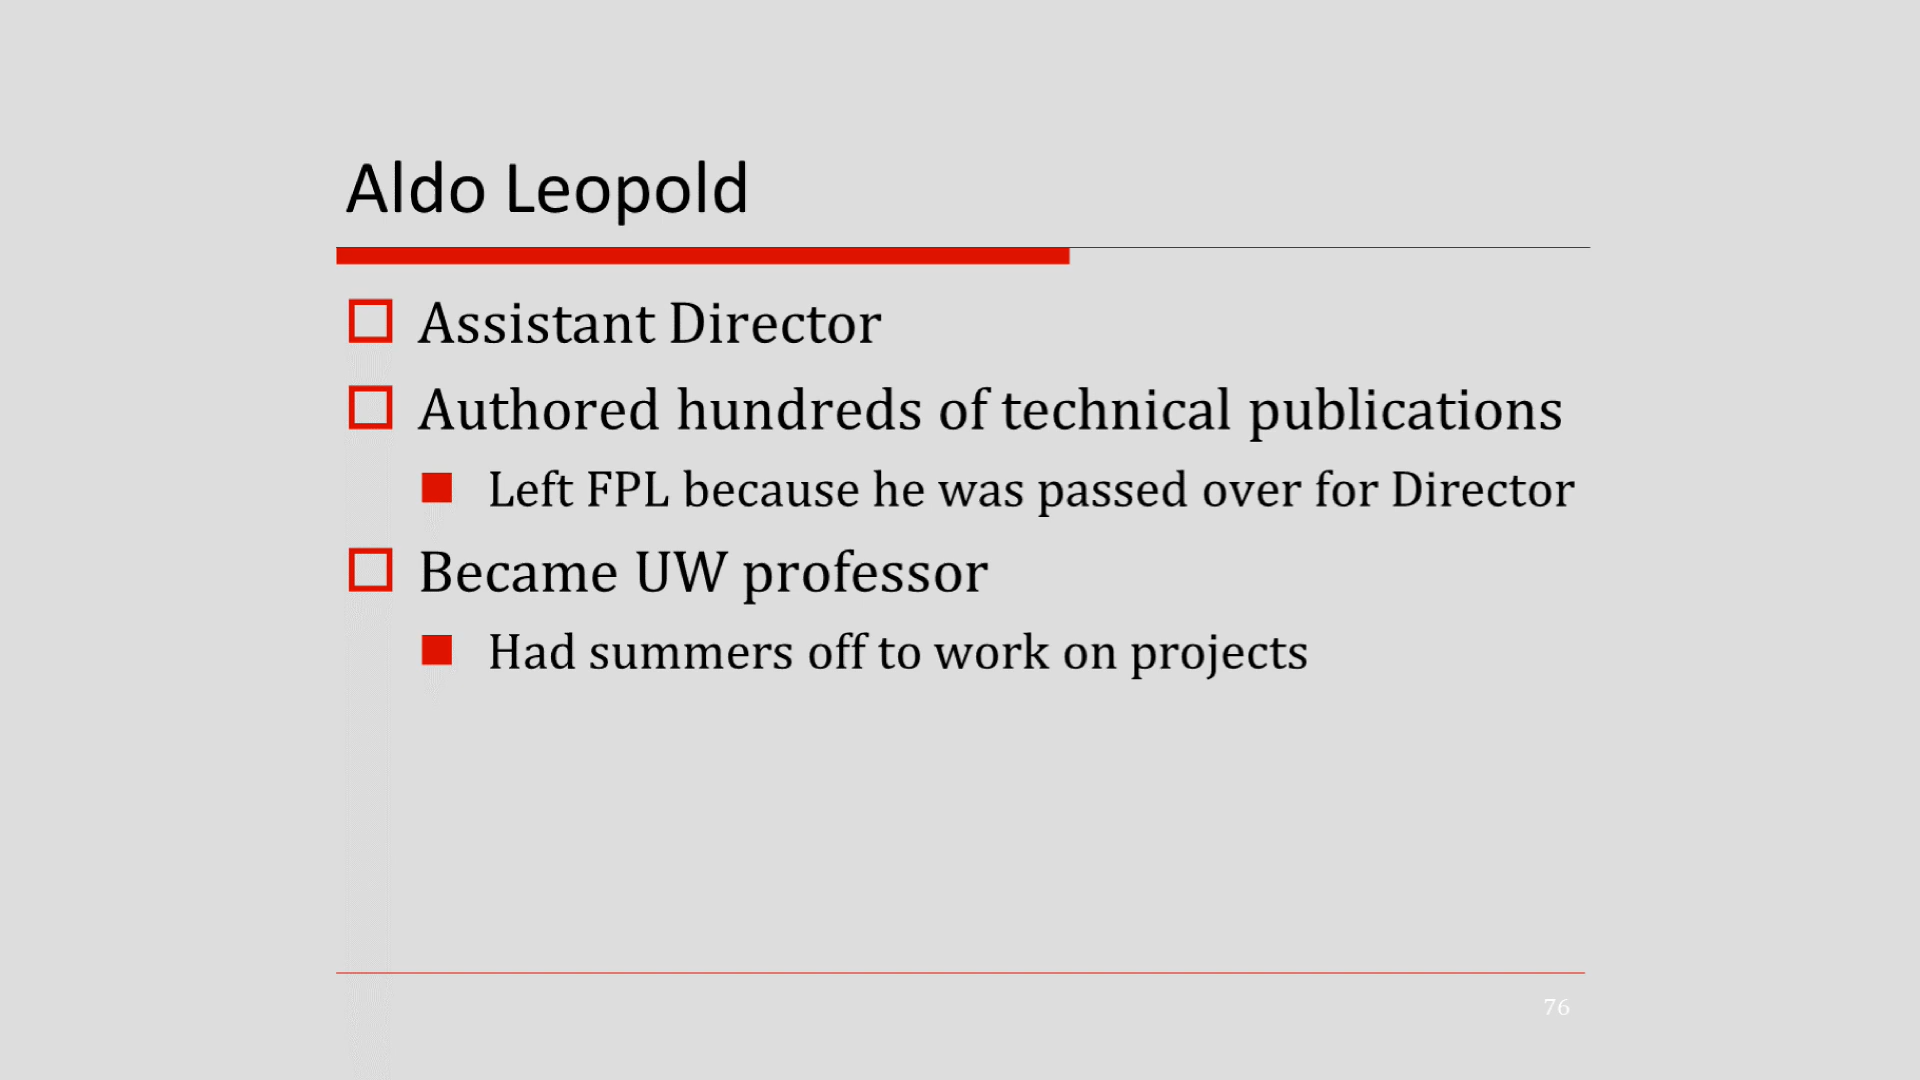 Aldo Leopold
Assistant Director
Authored hundreds of technical publications
Left FPL because he was passed over for Director
Became UW professor
Had summers off to work on projects
76